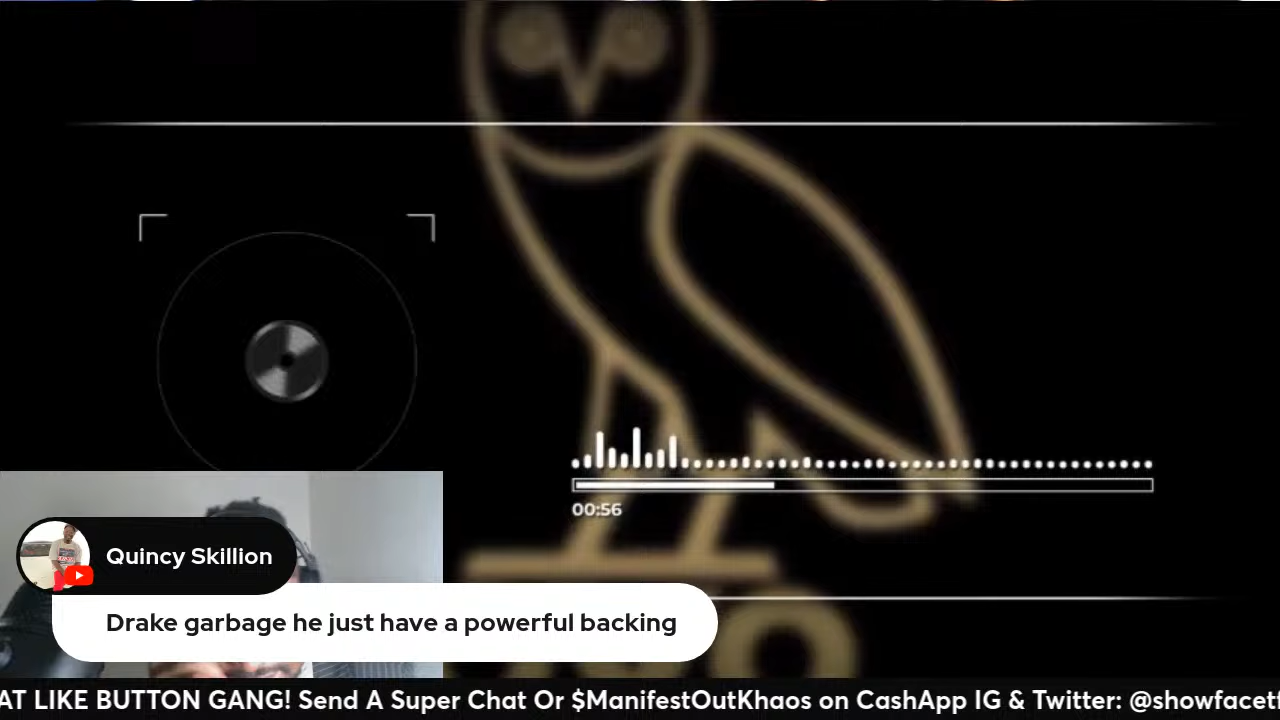 00:56
Quincy Skillion
Drake garbage he just have a powerful backing
AT LIKE BUTTON GANG! Send A Super Chat Or $ManifestOutKhaos on CashApp IG & Twitter: @showfacet